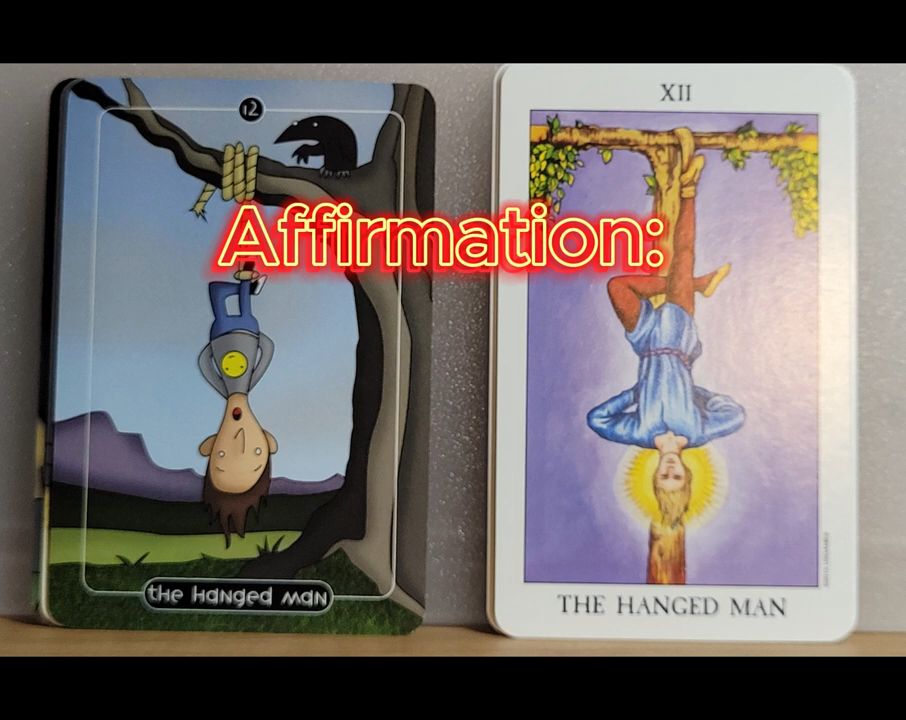 12
XII
Affirmation:
the hanged man
THE HANGED MAN